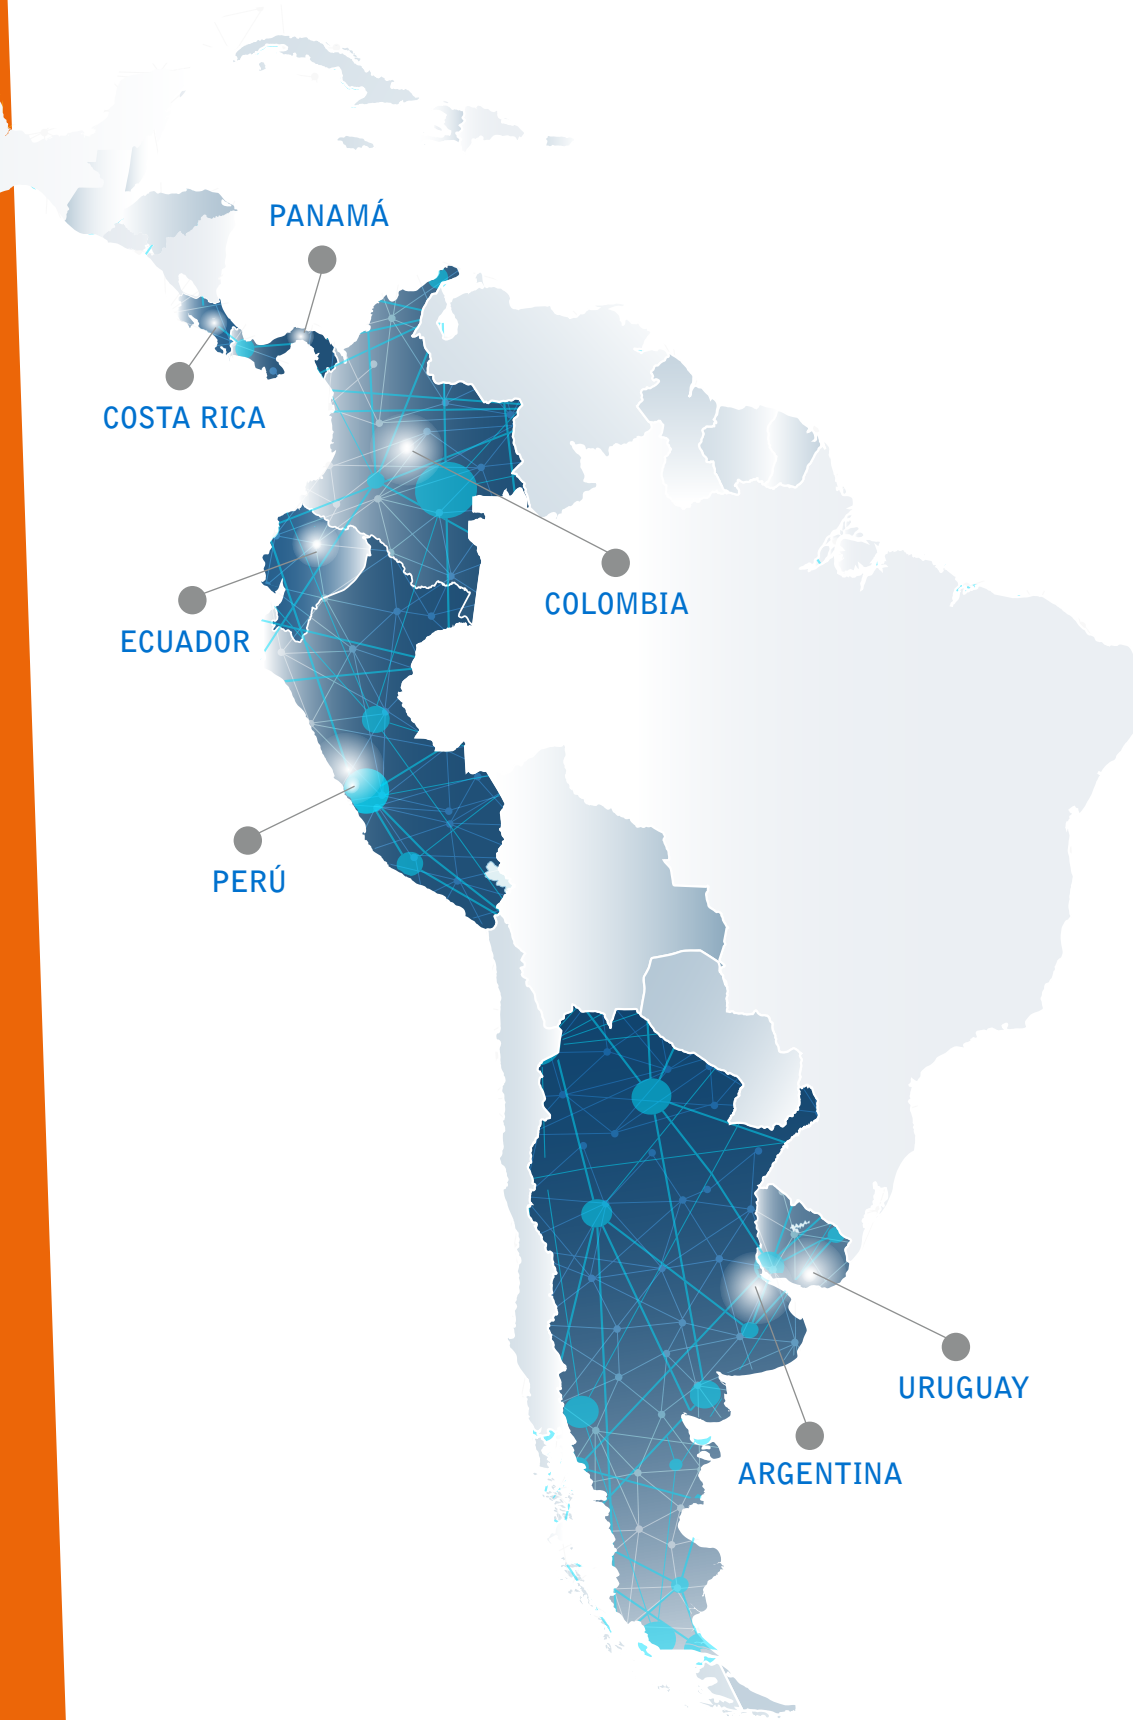 PANAMÁ
COSTA RICA
COLOMBIA
ECUADOR
PERÚ
URUGUAY
ARGENTINA